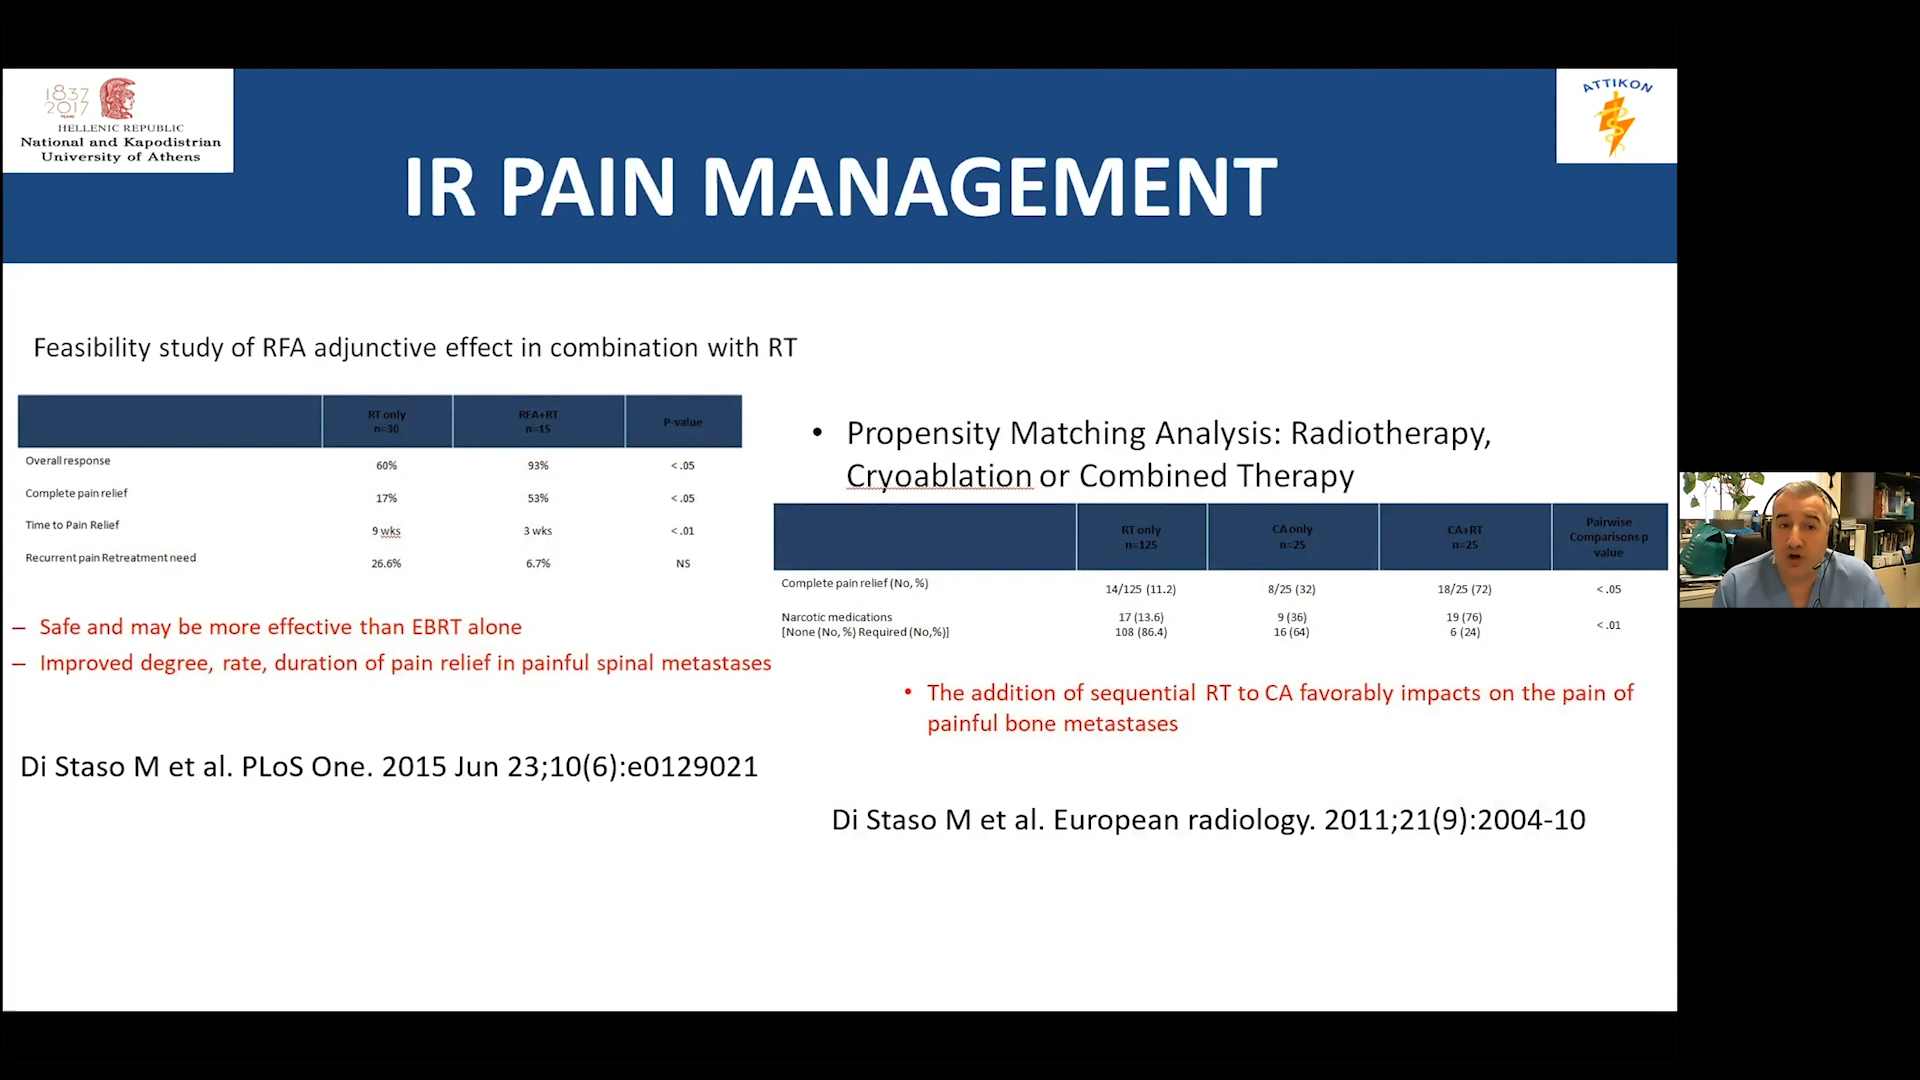 1837
2017
YEARS
HELLENIC REPUBLIC
National and Kapodistrian
University of Athens
ATTIKON
IR PAIN MANAGEMENT
Feasibility study of RFA adjunctive effect in combination with RT
RT only
n=30
RFA+RT
n=15
P-value
Overall response 60% 93% <.05
Complete pain relief 17% 53% <.05
Time to Pain Relief 9 wks 3 wks <.01
Recurrent pain Retreatment need 26.6% 6.7% NS
– Safe and may be more effective than EBRT alone
– Improved degree, rate, duration of pain relief in painful spinal metastases
Di Staso M et al. PLoS One. 2015 Jun 23;10(6):e0129021
• Propensity Matching Analysis: Radiotherapy,
Cryoablation or Combined Therapy
RT only
n=125
CA only
n=25
CA+RT
n=25
Pairwise
Comparisons p
value
Complete pain relief (No, %) 14/125 (11.2) 8/25 (32) 18/25 (72) <.05
Narcotic medications 17 (13.6) 9 (36) 19 (76)
[None (No, %) Required (No,%)] 108 (86.4) 16 (64) 6 (24)
<.01
• The addition of sequential RT to CA favorably impacts on the pain of
painful bone metastases
Di Staso M et al. European radiology. 2011;21(9):2004-10